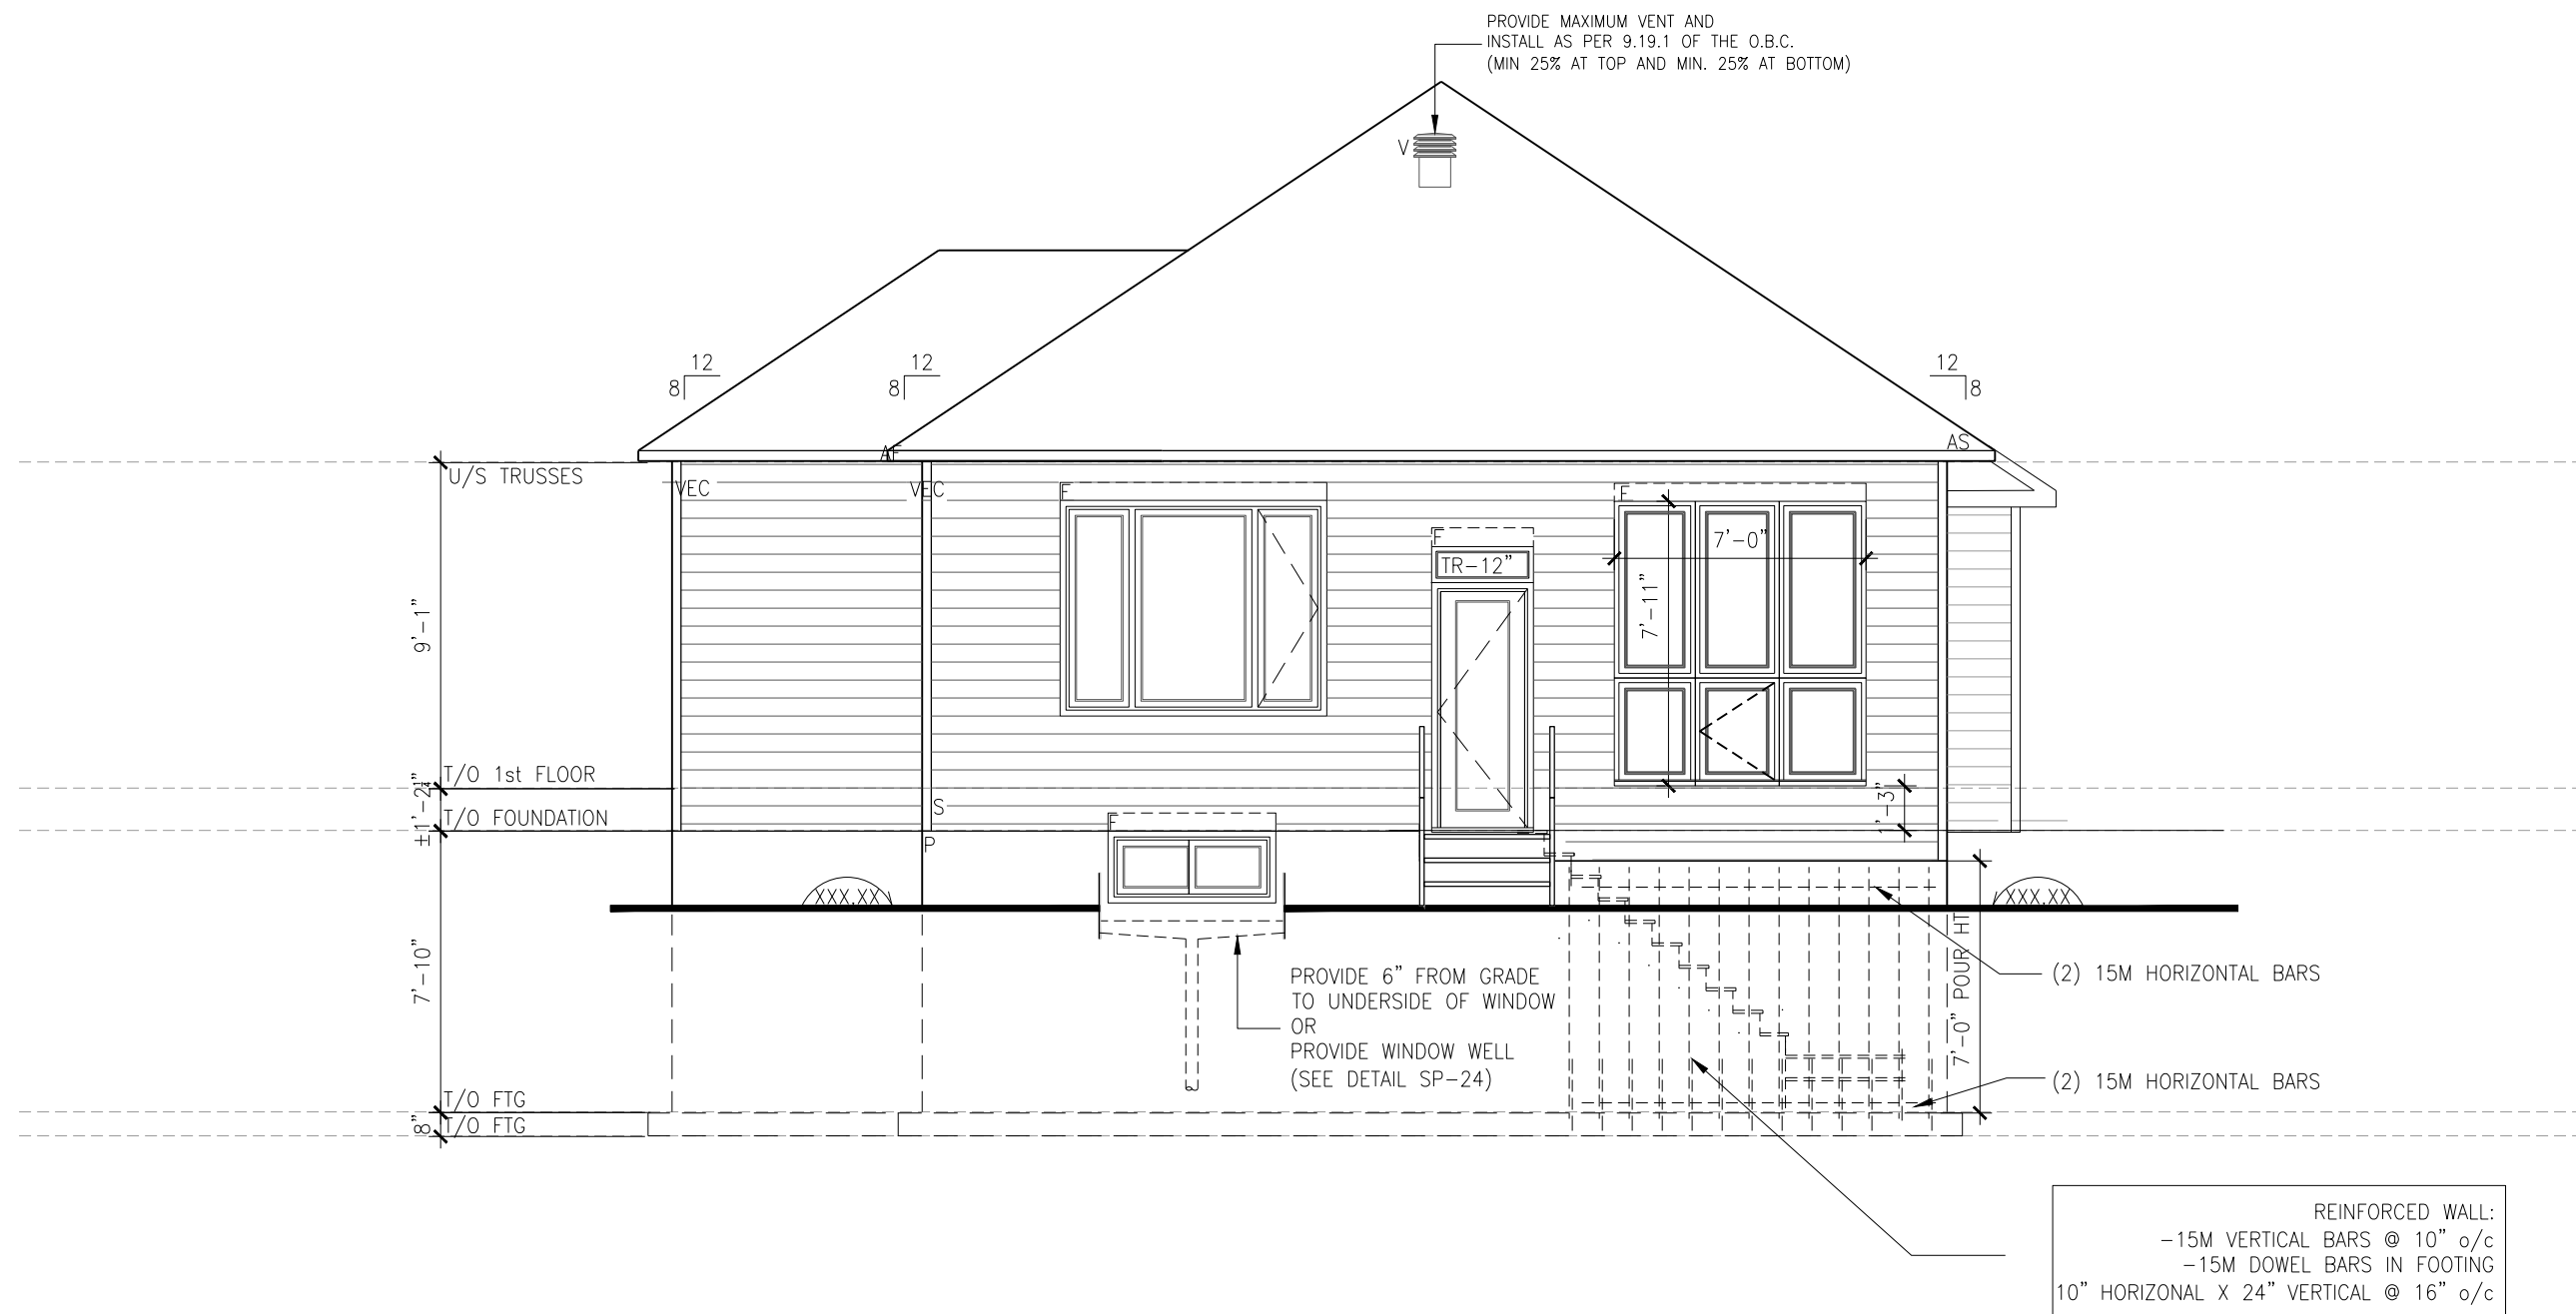 PROVIDE MAXIMUM VENT AND
INSTALL AS PER 9.19.1 OF THE O.B.C.
(MIN 25% AT TOP AND MIN. 25% AT BOTTOM)
V
12
8
12
8
12
8
AF
AS
U/S TRUSSES
VEC
VEC
F
F
F
TR-12"
7'-0"
7'-11"
9'-1"
T/O 1st FLOOR
±1'-2¼"
T/O FOUNDATION
S
P
F
1'-3"
XXX.XX
XXX.XX
7'-10"
7'-0" POUR HT
PROVIDE 6" FROM GRADE
TO UNDERSIDE OF WINDOW
OR
PROVIDE WINDOW WELL
(SEE DETAIL SP-24)
(2) 15M HORIZONTAL BARS
(2) 15M HORIZONTAL BARS
T/O FTG
8"
T/O FTG
REINFORCED WALL:
-15M VERTICAL BARS @ 10" o/c
-15M DOWEL BARS IN FOOTING
10" HORIZONAL X 24" VERTICAL @ 16" o/c